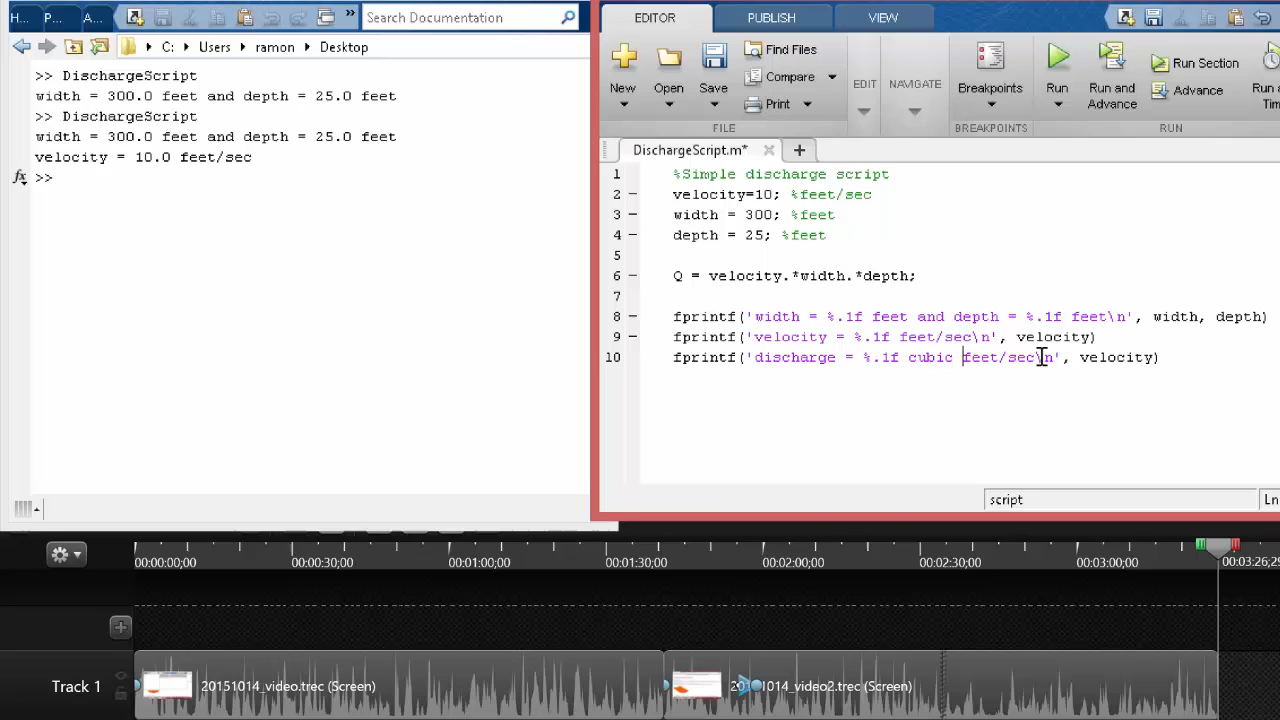 H... P... A... » Search Documentation
C: Users ramon Desktop
>> DischargeScript
width = 300.0 feet and depth = 25.0 feet
>> DischargeScript
width = 300.0 feet and depth = 25.0 feet
velocity = 10.0 feet/sec
fx >>
EDITOR PUBLISH VIEW
New Open Save Find Files Compare Print EDIT NAVIGATE Breakpoints Run Run and Advance Run Section Advance Run a Tim
FILE BREAKPOINTS RUN
DischargeScript.m* × +
1 %Simple discharge script
2 – velocity=10; %feet/sec
3 – width = 300; %feet
4 – depth = 25; %feet
5
6 – Q = velocity.*width.*depth;
7
8 – fprintf('width = %.1f feet and depth = %.1f feet\n', width, depth)
9 – fprintf('velocity = %.1f feet/sec\n', velocity)
10 fprintf('discharge = %.1f cubic feet/sec\n', velocity)
script Ln
00:00:00;00 00:00:30;00 00:01:00;00 00:01:30;00 00:02:00;00 00:02:30;00 00:03:00;00 00:03:26;29
Track 1 20151014_video.trec (Screen) 1014_video2.trec (Screen)